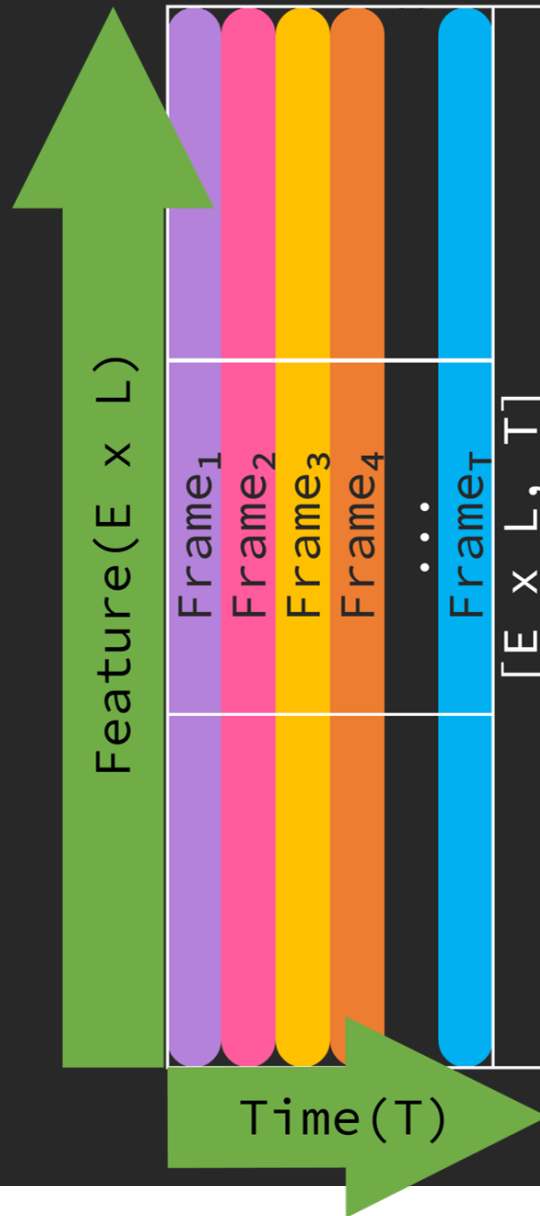 Feature(E x L)
Frame₁
Frame₂
Frame₃
Frame₄
...
Frame_T
[E x L, T]
Time(T)